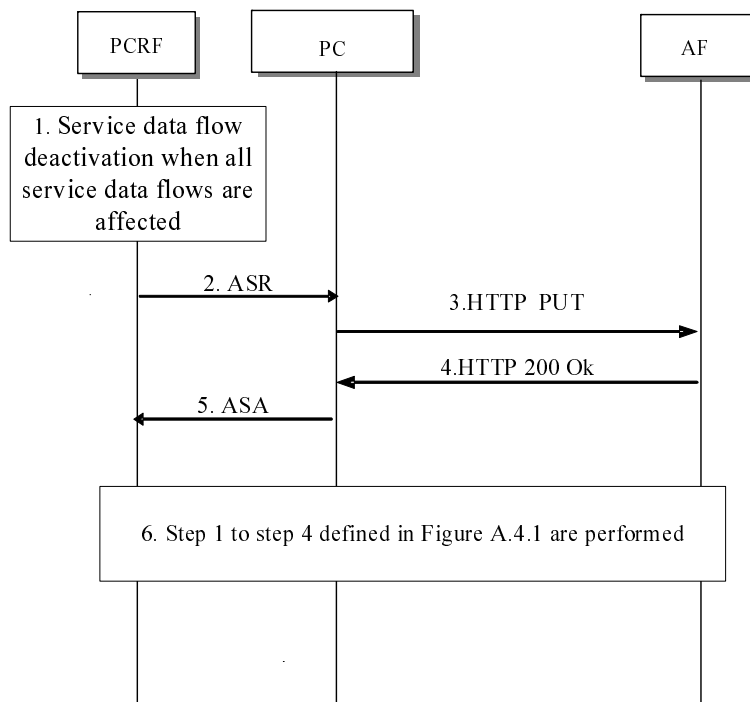 PCRF
PC
AF
1. Service data flow
deactivation when all
service data flows are
affected
2. ASR
3.HTTP PUT
4.HTTP 200 Ok
5. ASA
6. Step 1 to step 4 defined in Figure A.4.1 are performed